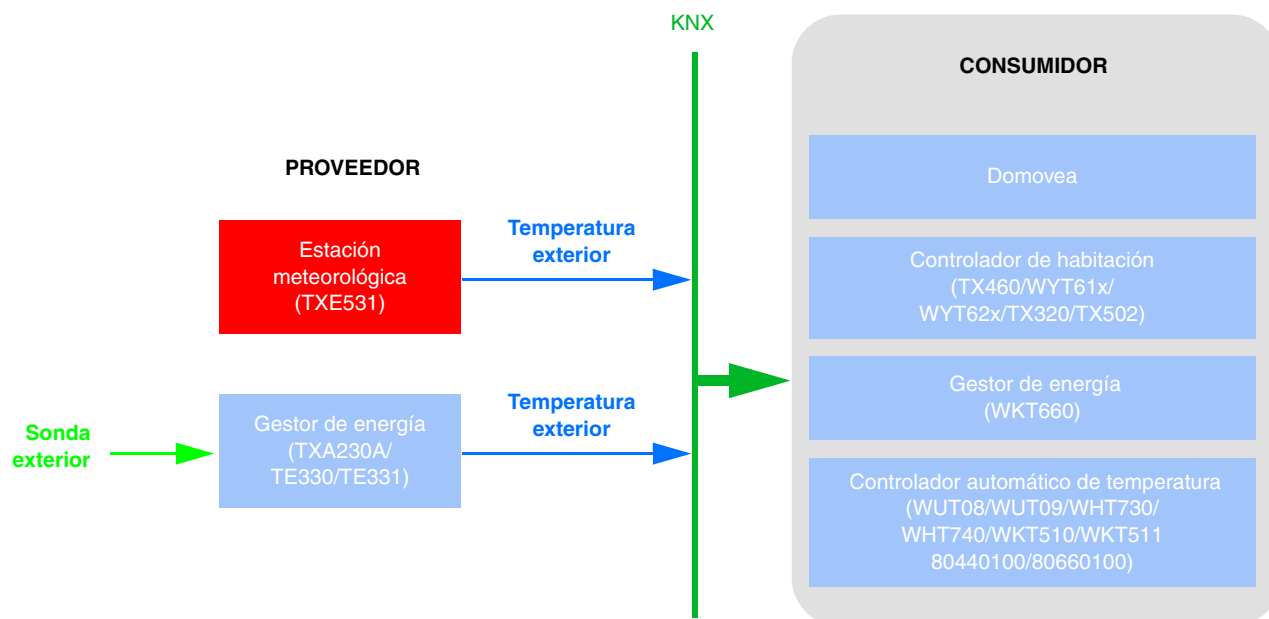 KNX
PROVEEDOR
Estación
meteorológica
(TXE531)
Temperatura
exterior
Sonda
exterior
Gestor de energía
(TXA230A/
TE330/TE331)
Temperatura
exterior
CONSUMIDOR
Domovea
Controlador de habitación
(TX460/WYT61x/
WYT62x/TX320/TX502)
Gestor de energía
(WKT660)
Controlador automático de temperatura
(WUT08/WUT09/WHT730/
WHT740/WKT510/WKT511
80440100/80660100)